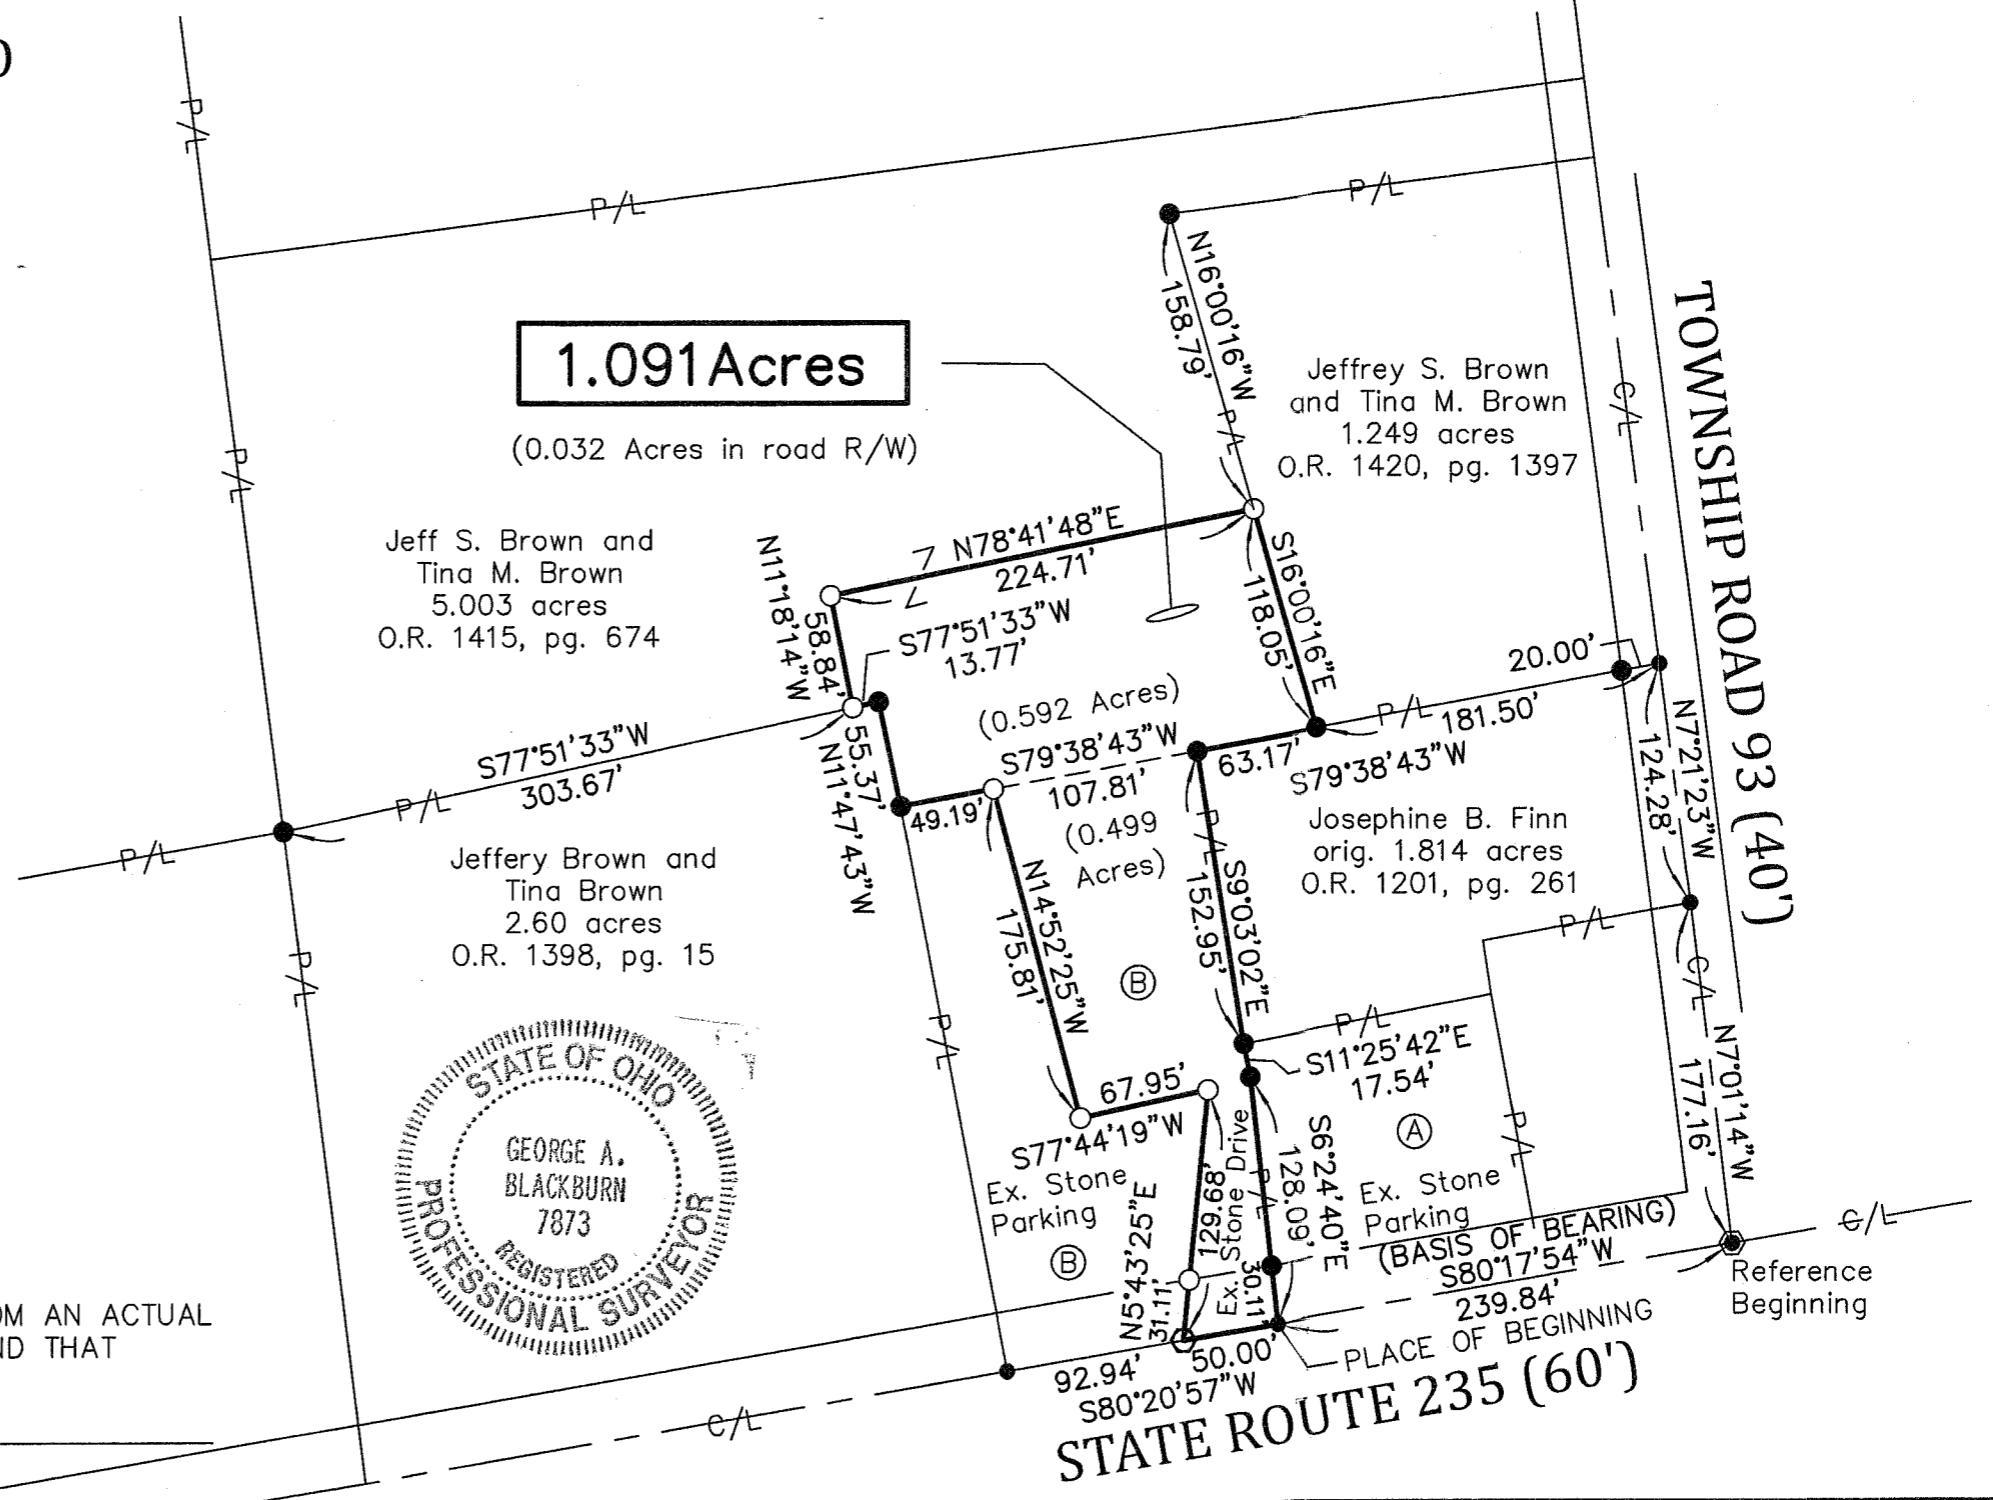 P/L
P/L
P/L
N16°00'16"W
158.79'
P/L
1.091Acres
(0.032 Acres in road R/W)
Jeffrey S. Brown
and Tina M. Brown
1.249 acres
O.R. 1420, pg. 1397
C/L
TOWNSHIP ROAD 93 (40')
P/L
Jeff S. Brown and
Tina M. Brown
5.003 acres
O.R. 1415, pg. 674
N11°18'14"W
58.84'
N78°41'48"E
224.71'
S77°51'33"W
13.77'
S16°00'16"E
118.05'
20.00'
(0.592 Acres)
S79°38'43"W
107.81'
(0.499
Acres)
63.17'
P/L
181.50'
S79°38'43"W
N7°21'23"W
124.28'
S77°51'33"W
303.67'
P/L
P/L
55.37'
N11°47'43"W
49.19'
Jeffery Brown and
Tina Brown
2.60 acres
O.R. 1398, pg. 15
P/L
Josephine B. Finn
orig. 1.814 acres
O.R. 1201, pg. 261
P/L
S9°03'02"E
152.95'
N14°52'25"W
175.81'
B
P/L
C/L
N7°01'14"W
177.16'
P/L
S11°25'42"E
17.54'
P/L
67.95'
S77°44'19"W
Ex. Stone
Parking
B
N5°43'25"E
31.11'
129.68'
Ex. Stone Drive
P/L
30.11'
S6°24'40"E
128.09'
A
Ex. Stone
Parking
P/L
(BASIS OF BEARING)
S80°17'54"W
239.84'
C/L
Reference
Beginning
PLACE OF BEGINNING
50.00'
92.94'
S80°20'57"W
C/L
STATE ROUTE 235 (60')
STATE OF OHIO
GEORGE A.
BLACKBURN
7873
REGISTERED
PROFESSIONAL SURVEYOR
OM AN ACTUAL
ND THAT